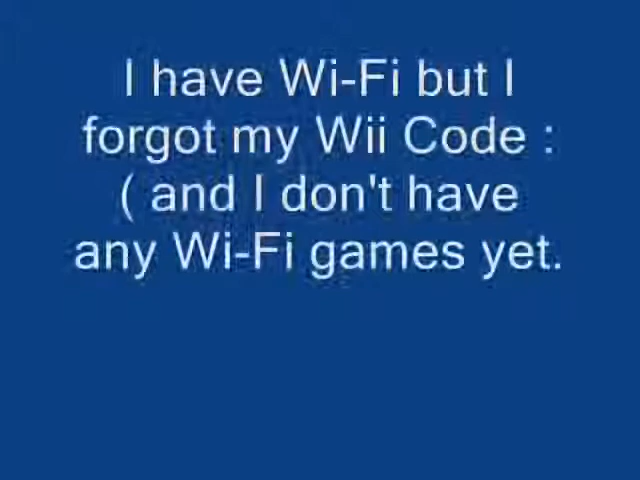 I have Wi-Fi but I
forgot my Wii Code :
( and I don't have
any Wi-Fi games yet.